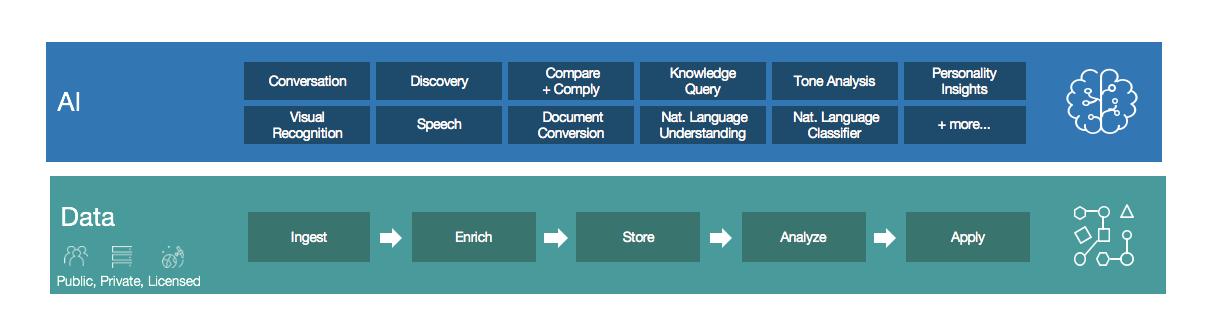 AI
Conversation
Discovery
Compare
+ Comply
Knowledge
Query
Tone Analysis
Personality
Insights
Visual
Recognition
Speech
Document
Conversion
Nat. Language
Understanding
Nat. Language
Classifier
+ more...
Data
Public, Private, Licensed
Ingest
Enrich
Store
Analyze
Apply